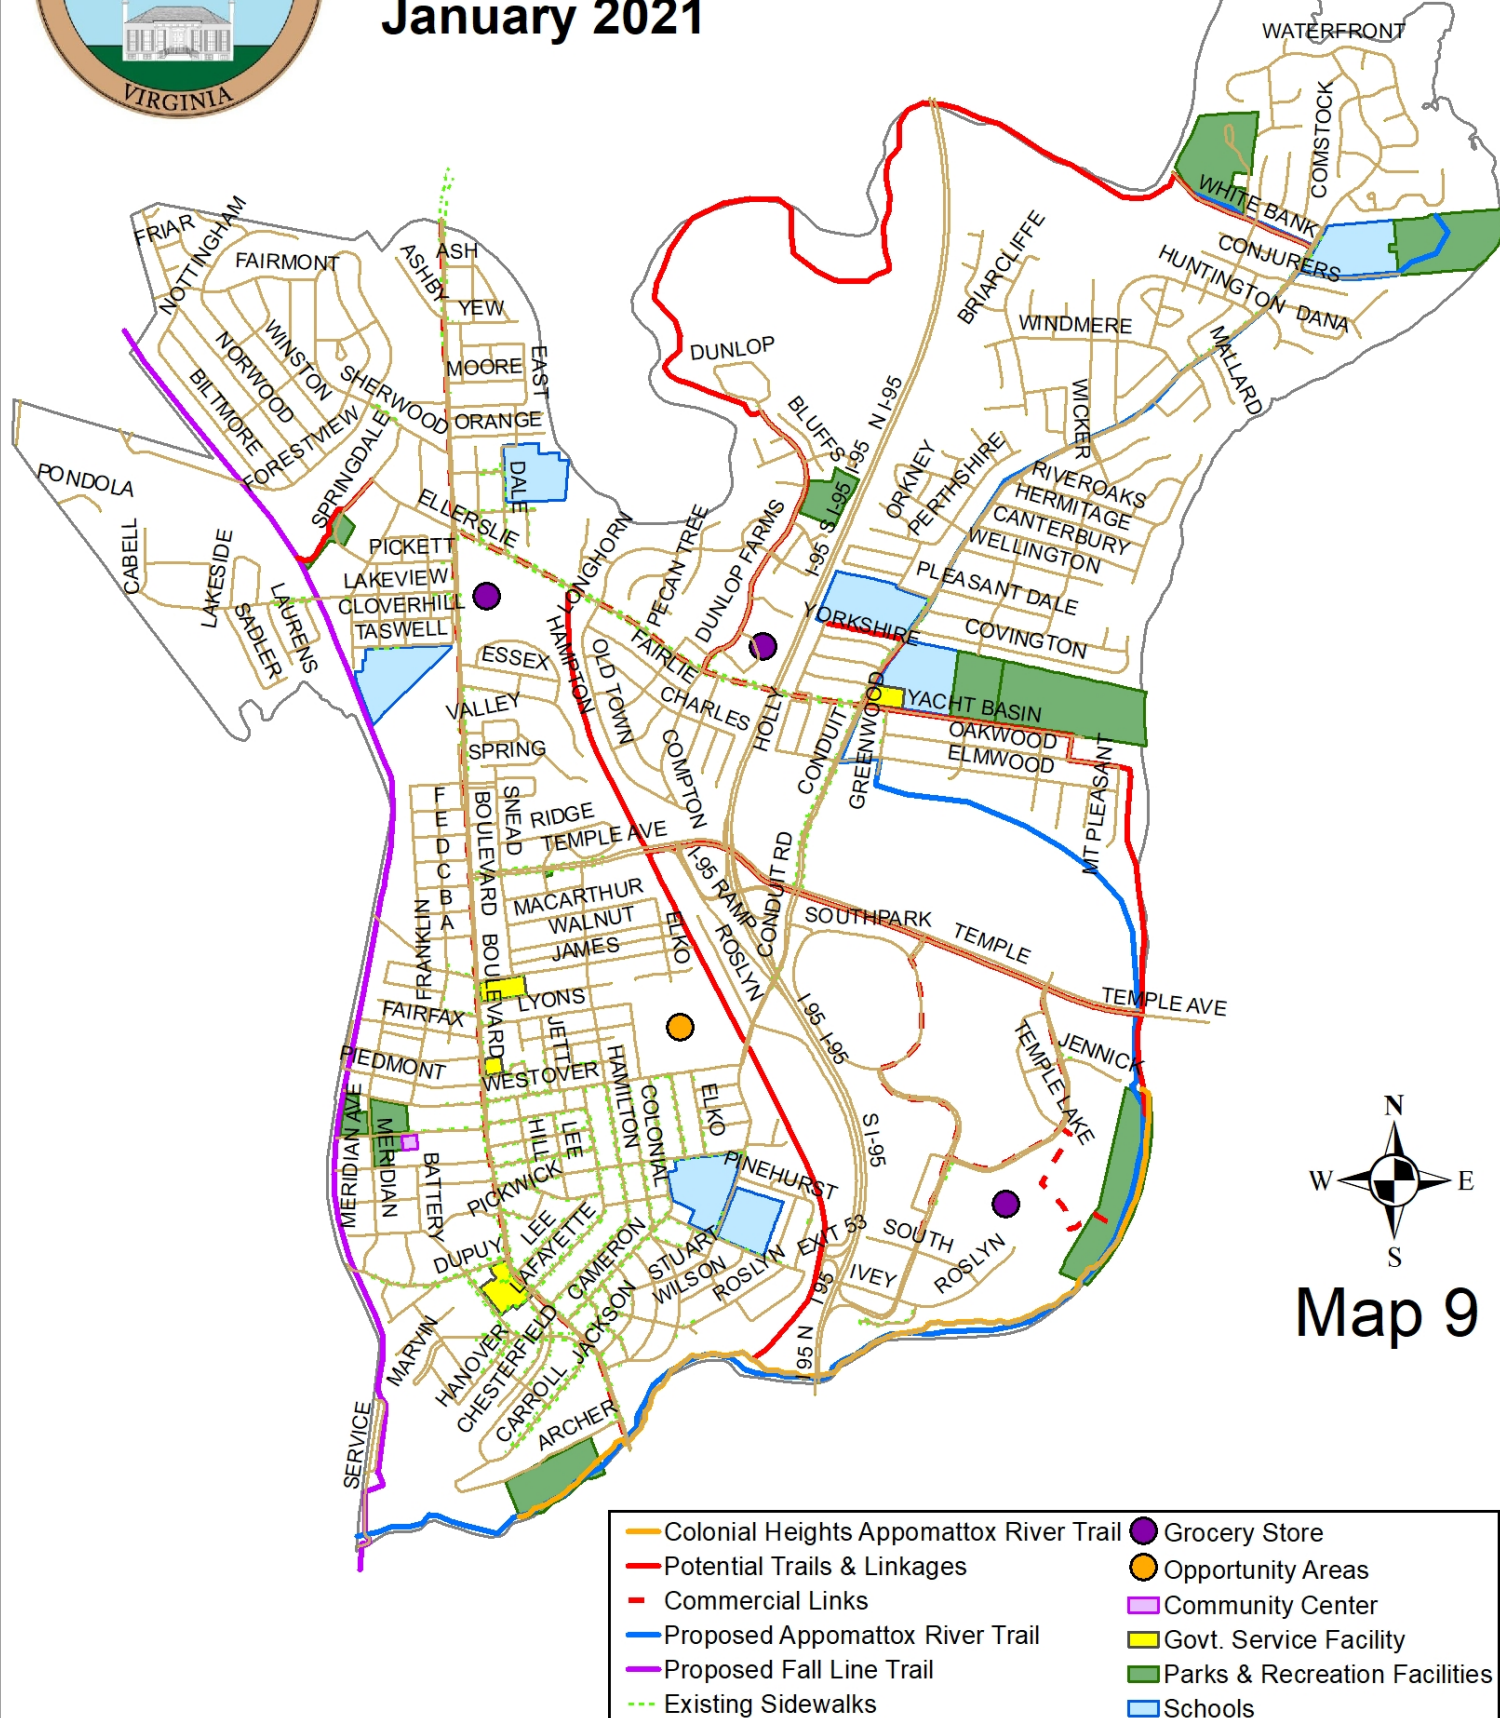 January 2021
VIRGINIA
WATERFRONT
COMSTOCK
WHITE BANK
CONJURERS
HUNTINGTON
DANA
MALLARD
BRIARCLIFFE
WINDMERE
WICKER
FRIAR
NOTTINGHAM
FAIRMONT
ASHBY
ASH
YEW
MOORE
EAST
ORANGE
DALE
NORWOOD
WINSTON
BILTMORE
SHERWOOD
FORESTVIEW
SPRINGDALE
ELLERSLIE
DUNLOP
BLUFFS
N I-95
I-95
S I-95
I-95
ORKNEY
PERTHSHIRE
RIVEROAKS
HERMITAGE
CANTERBURY
WELLINGTON
PLEASANT DALE
COVINGTON
PONDOLA
CABELL
LAKESIDE
SADLER
LAURENS
PICKETT
LAKEVIEW
CLOVERHILL
TASWELL
LONGHORN
PECAN TREE
DUNLOP FARMS
YORKSHIRE
HAMPTON
OLD TOWN
FAIRLIE
CHARLES
COMPTON
HOLLY
CONDUIT
GREENWOOD
YACHT BASIN
OAKWOOD
ELMWOOD
MT PLEASANT
ESSEX
VALLEY
SPRING
SNEAD
RIDGE
TEMPLE AVE
F
E
D
C
B
A
BOULEVARD
BOULEVARD
FRANKLIN
MACARTHUR
WALNUT
JAMES
ELKO
I-95 RAMP
ROSLYN
CONDUIT RD
SOUTHPARK
TEMPLE
TEMPLE AVE
I 95
I-95
LYONS
FAIRFAX
JETT
PIEDMONT
WESTOVER
HAMILTON
COLONIAL
ELKO
TEMPLE LAKE
JENNICK
MERIDIAN AVE
MERIDIAN
BATTERY
HILL
LEE
PICKWICK
PINEHURST
S I-95
DUPUY
LEE
LAFAYETTE
CAMERON
STUART
WILSON
ROSLYN
EXIT 53
SOUTH
ROSLYN
IVEY
I 95
I 95 N
MARVIN
HANOVER
CHESTERFIELD
CARROLL
JACKSON
ARCHER
SERVICE
N
W
E
S
Map 9
Colonial Heights Appomattox River Trail
Potential Trails & Linkages
Commercial Links
Proposed Appomattox River Trail
Proposed Fall Line Trail
Existing Sidewalks
Grocery Store
Opportunity Areas
Community Center
Govt. Service Facility
Parks & Recreation Facilities
Schools